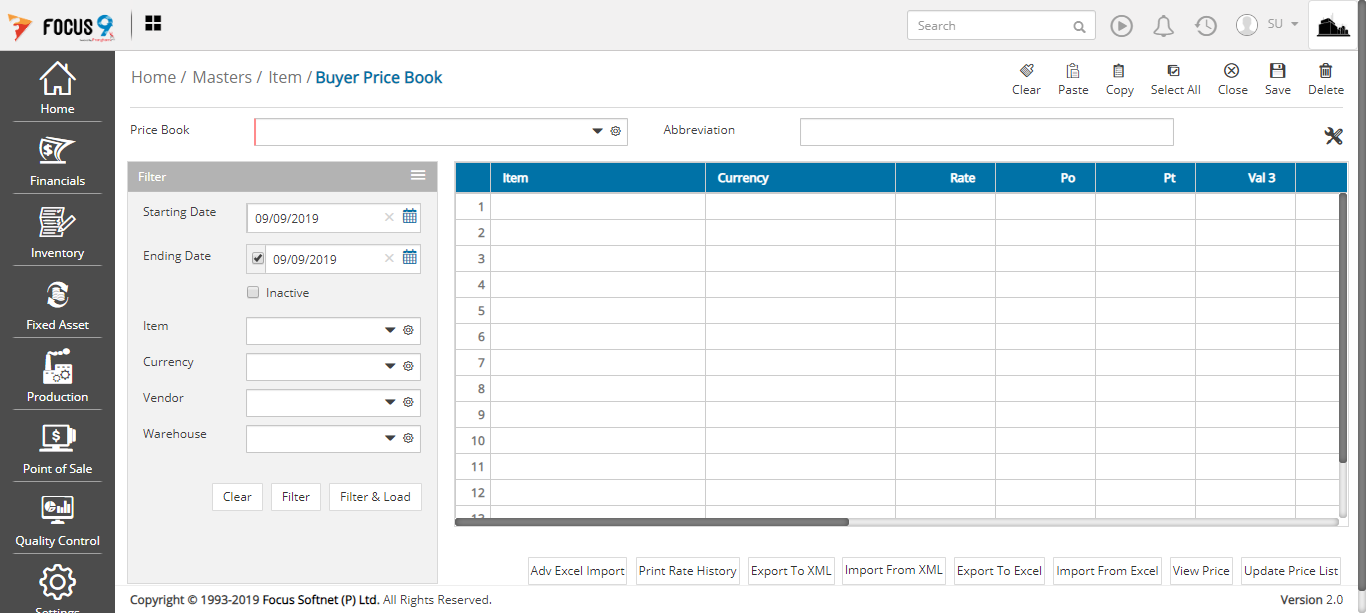 FOCUS 9
Search
SU
Home
Financials
Inventory
Fixed Asset
Production
Point of Sale
Quality Control
Settings
Home / Masters / Item / Buyer Price Book
Clear Paste Copy Select All Close Save Delete
Price Book
Abbreviation
Filter
Starting Date 09/09/2019
Ending Date 09/09/2019
Inactive
Item
Currency
Vendor
Warehouse
Clear Filter Filter & Load
Item Currency Rate Po Pt Val 3
1
2
3
4
5
6
7
8
9
10
11
12
13
Adv Excel Import Print Rate History Export To XML Import From XML Export To Excel Import From Excel View Price Update Price List
Copyright © 1993-2019 Focus Softnet (P) Ltd. All Rights Reserved.
Version 2.0